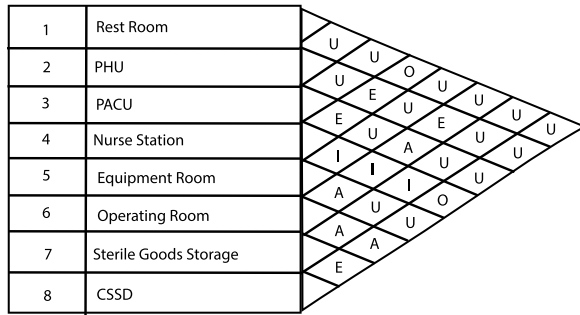 1 Rest Room
2 PHU
3 PACU
4 Nurse Station
5 Equipment Room
6 Operating Room
7 Sterile Goods Storage
8 CSSD
U U O U U U U
U E U E U U
E U A U U
I I I O
A U U
A A
E